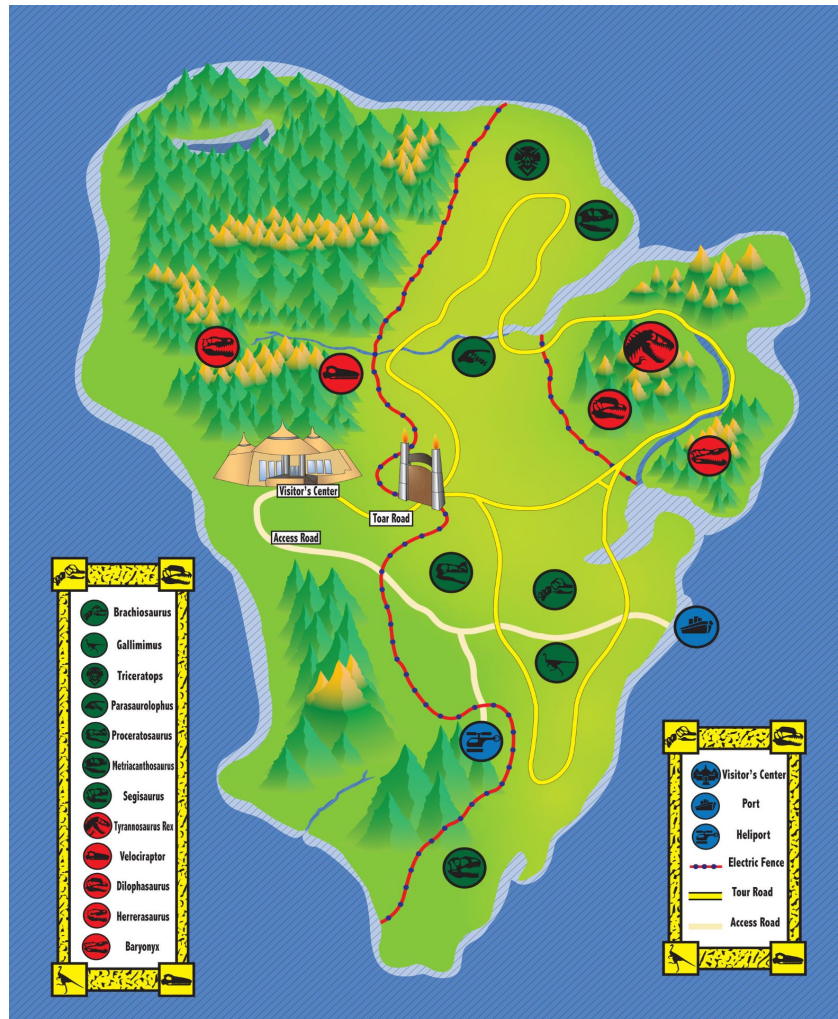 Visitor's Center
Toar Road
Access Road
Brachiosaurus
Gallimimus
Triceratops
Parasaurolophus
Proceratosaurus
Metriacanthosaurus
Segisaurus
Tyrannosaurus Rex
Velociraptor
Dilophasaurus
Herrerasaurus
Baryonyx
Visitor's Center
Port
Heliport
Electric Fence
Tour Road
Access Road